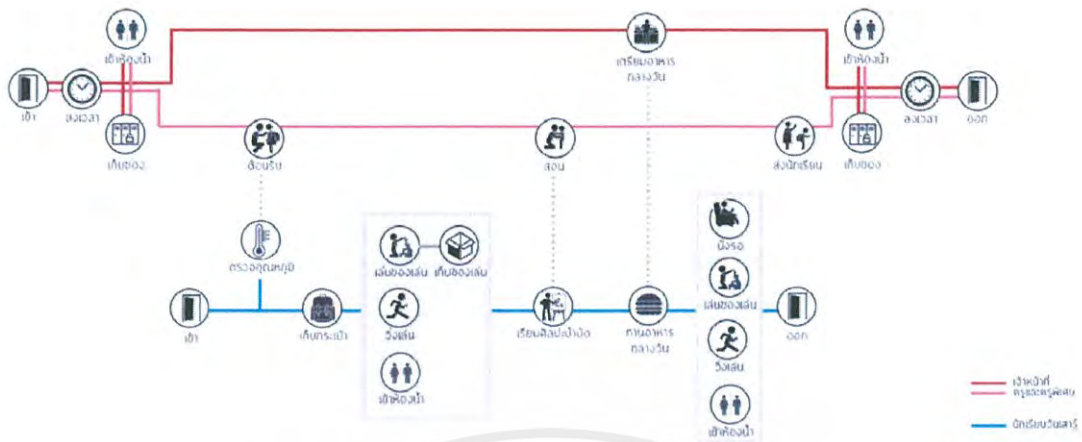 เข้าห้องน้ำ
เข้าห้องน้ำ
เตรียมอาหาร
กลางวัน
เข้า
ลงเวลา
ลงเวลา
ออก
เก็บของ
ต้อนรับ
สอน
ส่งนักเรียน
เก็บของ
นั่งรอ
ตรวจอุณหภูมิ
เล่นของเล่น
เก็บของเล่น
เล่นของเล่น
เข้า
เก็บกระเป๋า
วิ่งเล่น
เรียนศิลปะบำบัด
ทานอาหาร
กลางวัน
ออก
วิ่งเล่น
เข้าห้องน้ำ
เข้าห้องน้ำ
เจ้าหน้าที่
ครูและครูพิเศษ
นักเรียนวันเสาร์